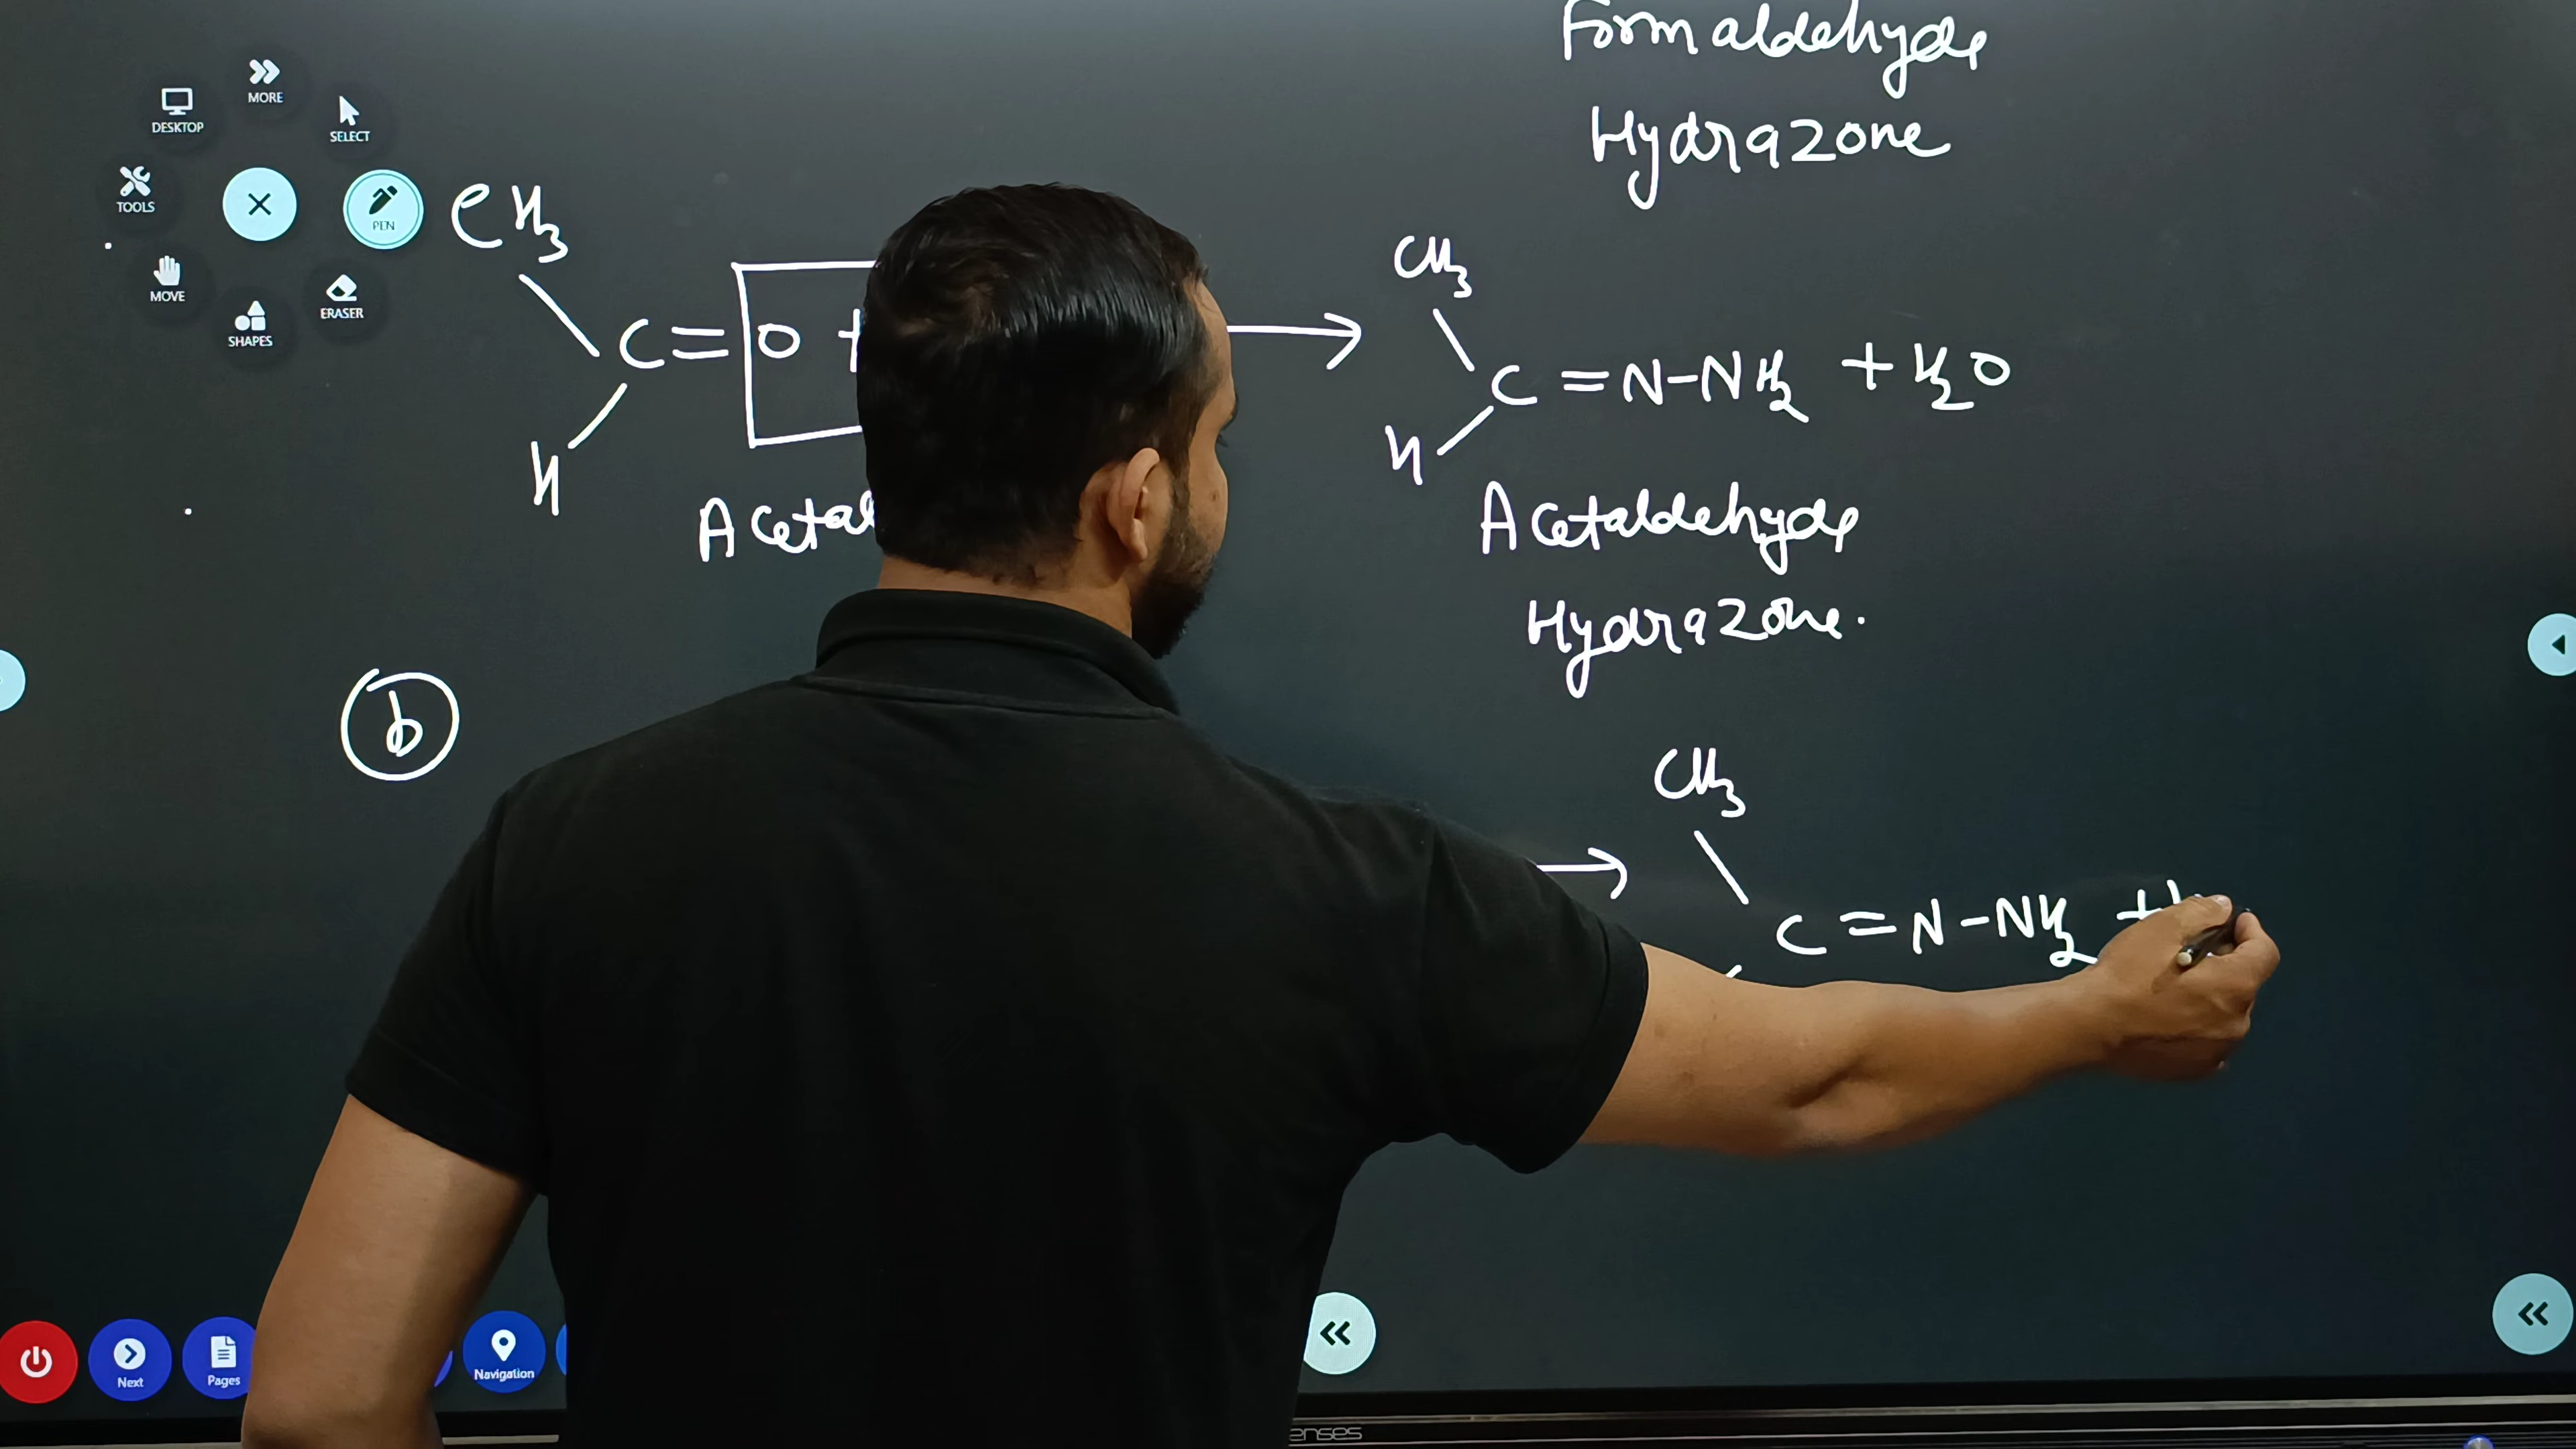 Formaldehyde
Hydrazone
MORE
DESKTOP
SELECT
TOOLS
PEN
MOVE
ERASER
SHAPES
CH3
C=O +
H
CH3
C=N-NH2 + H2O
H
Acetaldehyde
Hydrazone.
b
CH3
C=N-NH2 +
Next
Pages
Navigation